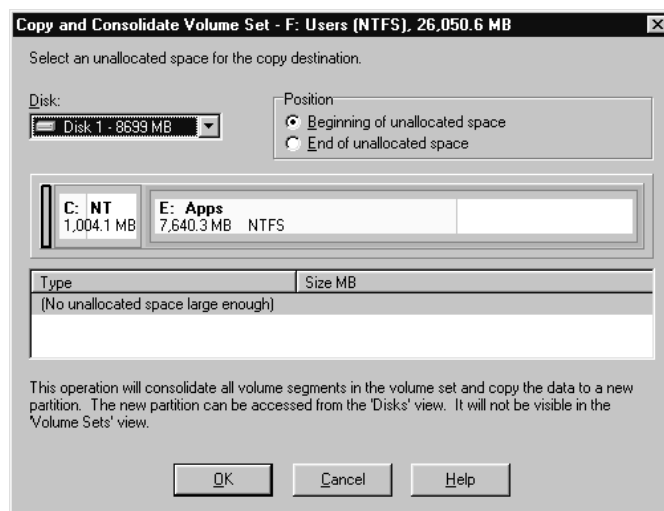 Copy and Consolidate Volume Set - F: Users (NTFS), 26,050.6 MB
Select an unallocated space for the copy destination.
Disk:
Disk 1 - 8699 MB
Position
Beginning of unallocated space
End of unallocated space
C: NT
1,004.1 MB
E: Apps
7,640.3 MB NTFS
Type Size MB
(No unallocated space large enough)
This operation will consolidate all volume segments in the volume set and copy the data to a new
partition. The new partition can be accessed from the 'Disks' view. It will not be visible in the
'Volume Sets' view.
OK Cancel Help